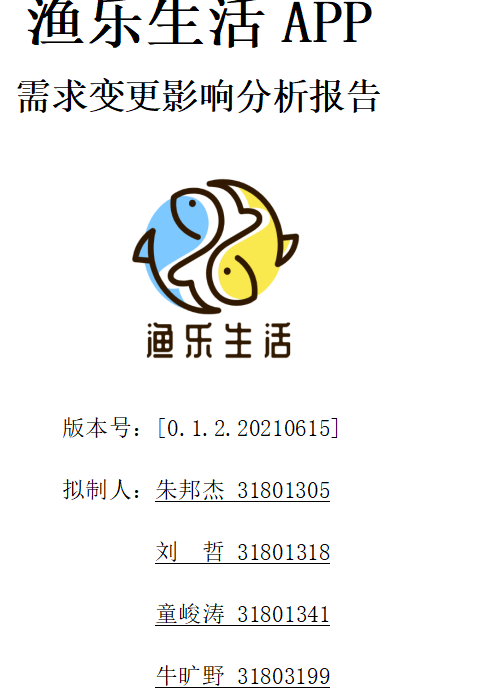 渔乐生活 APP
需求变更影响分析报告
渔乐生活
版本号：[0.1.2.20210615]
拟制人：朱邦杰 31801305
刘　哲 31801318
童峻涛 31801341
牛旷野 31803199